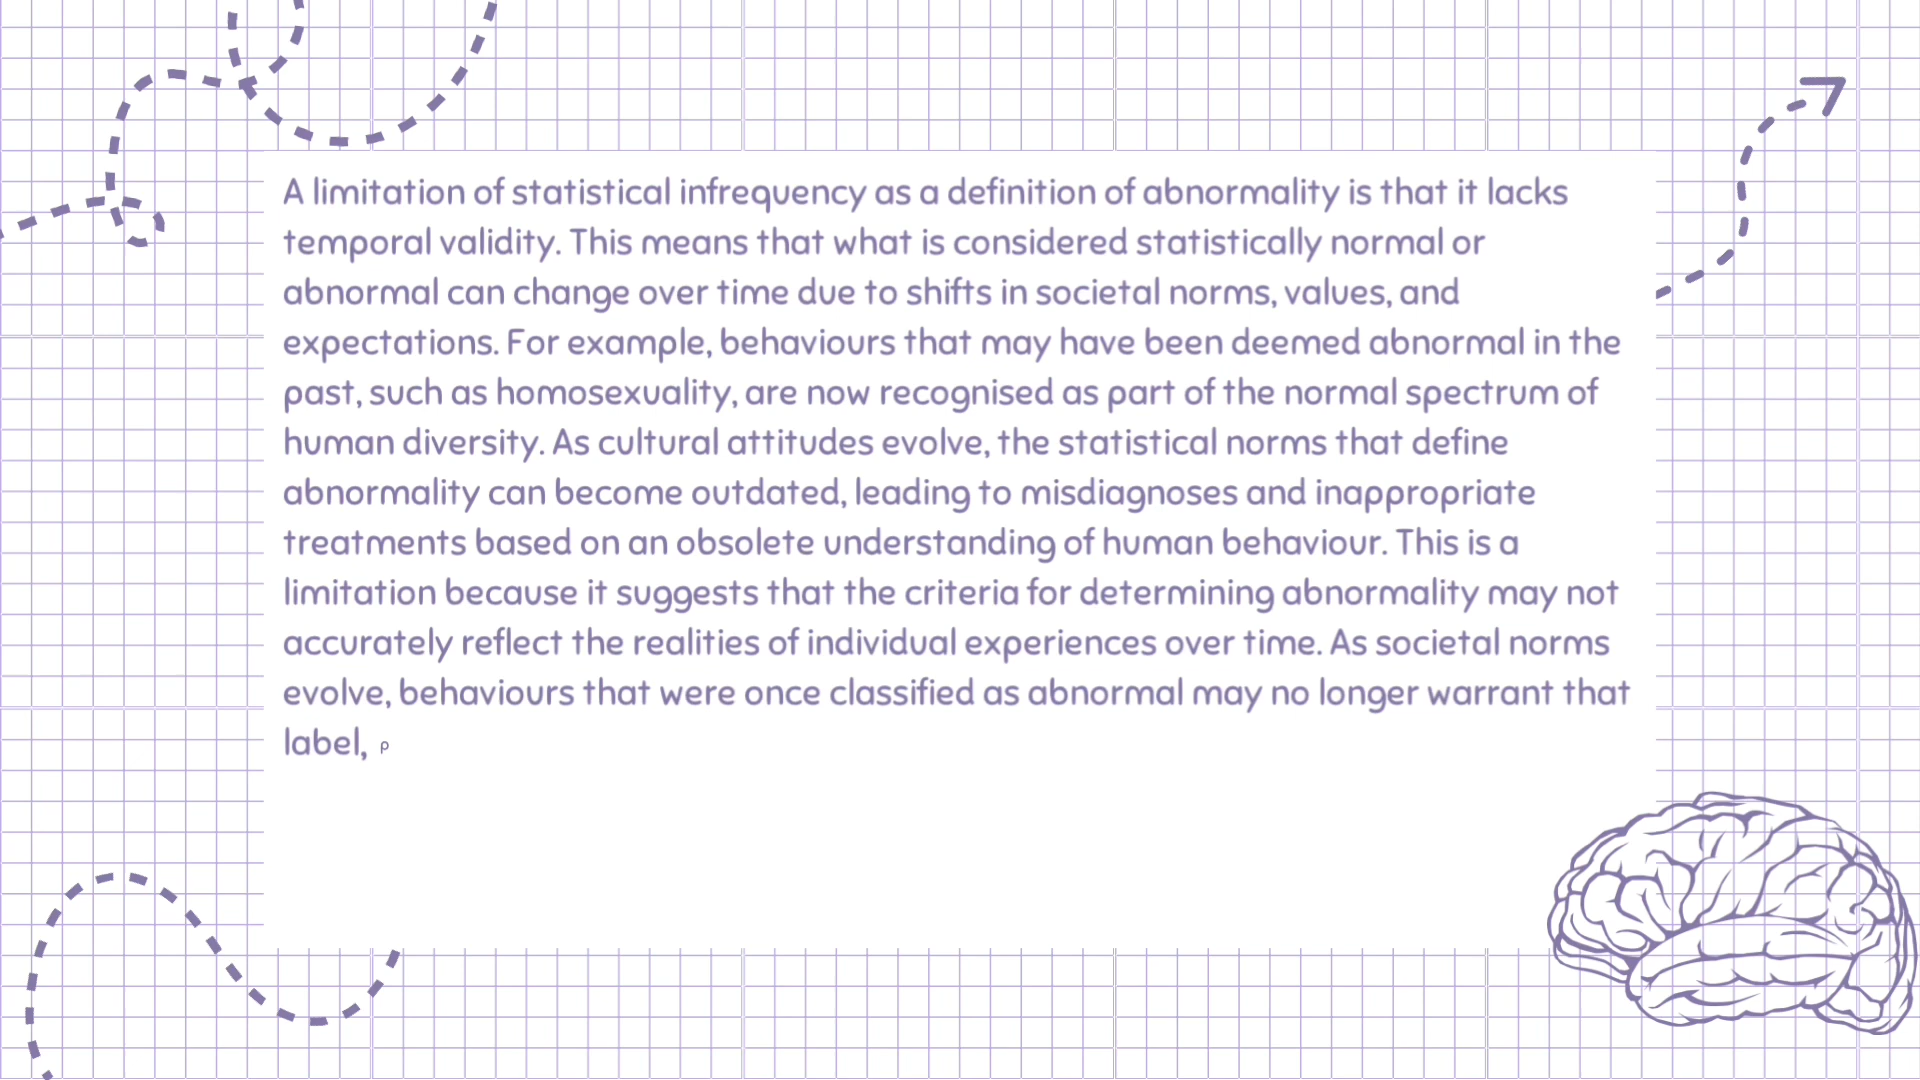 A limitation of statistical infrequency as a definition of abnormality is that it lacks
temporal validity. This means that what is considered statistically normal or
abnormal can change over time due to shifts in societal norms, values, and
expectations. For example, behaviours that may have been deemed abnormal in the
past, such as homosexuality, are now recognised as part of the normal spectrum of
human diversity. As cultural attitudes evolve, the statistical norms that define
abnormality can become outdated, leading to misdiagnoses and inappropriate
treatments based on an obsolete understanding of human behaviour. This is a
limitation because it suggests that the criteria for determining abnormality may not
accurately reflect the realities of individual experiences over time. As societal norms
evolve, behaviours that were once classified as abnormal may no longer warrant that
label, p